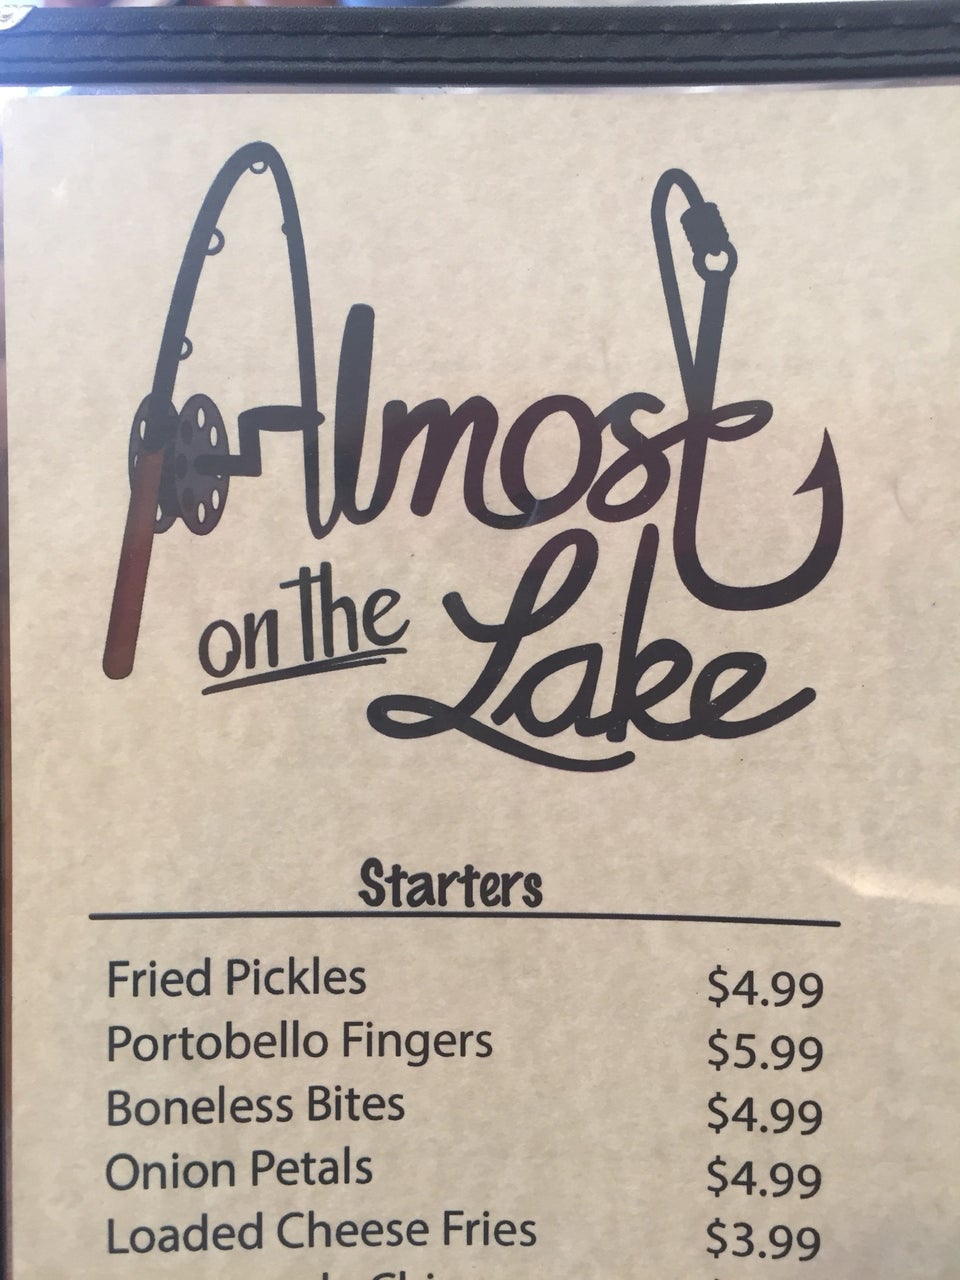 Almost
on the
Lake
Starters
Fried Pickles $4.99
Portobello Fingers $5.99
Boneless Bites $4.99
Onion Petals $4.99
Loaded Cheese Fries $3.99